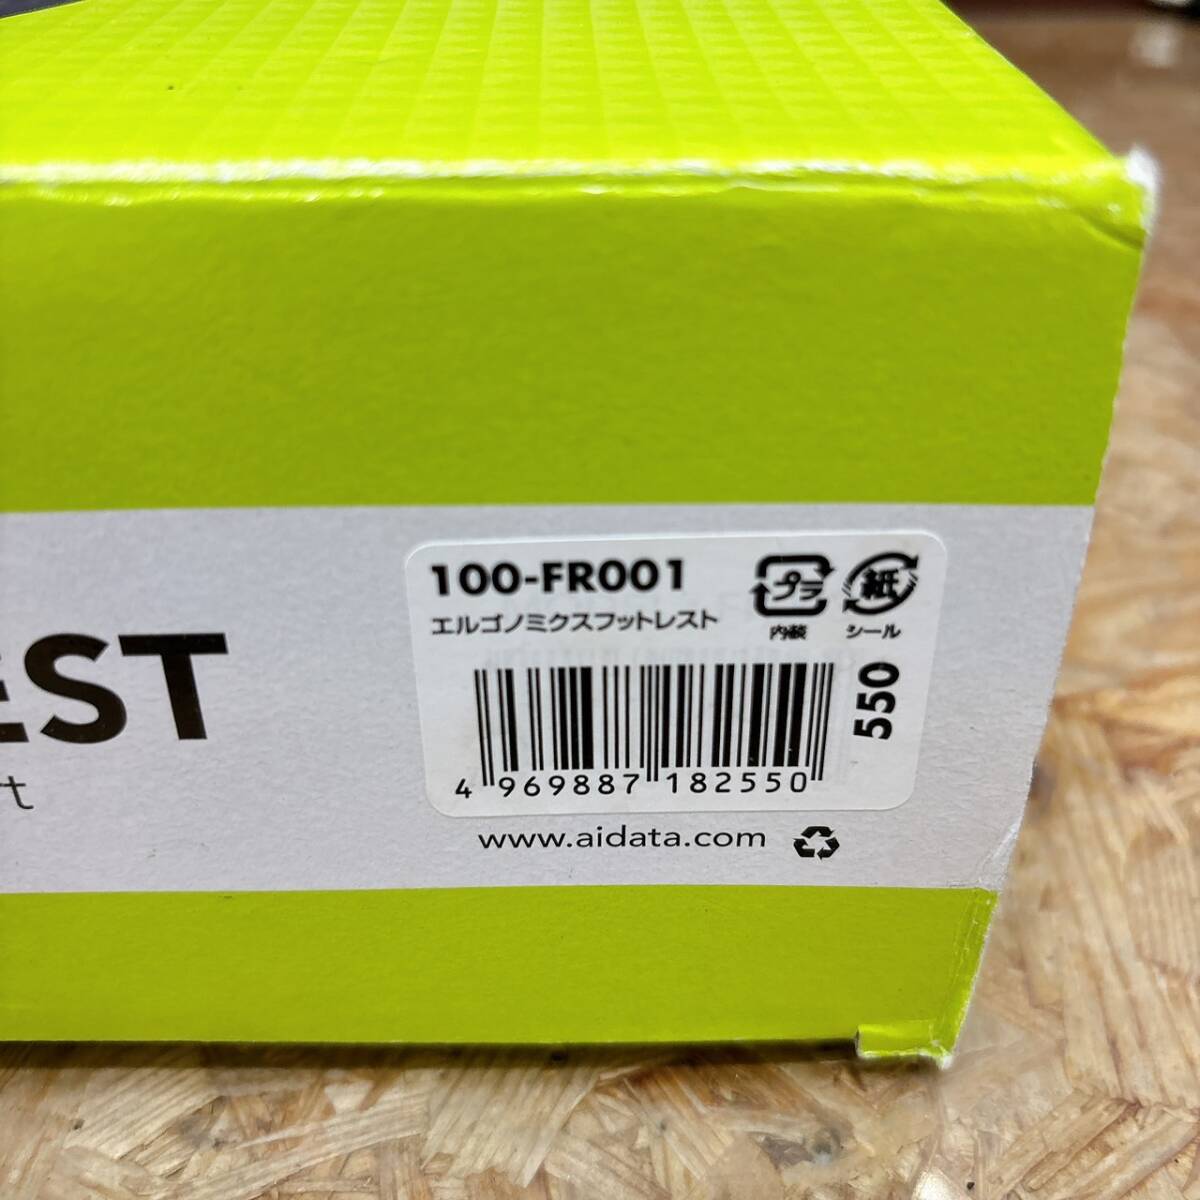 EST
rt
100-FR001
エルゴノミクスフットレスト
プラ
内装
紙
シール
550
4 969887 182550
www.aidata.com